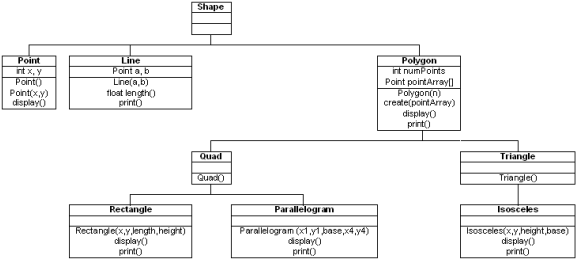 Shape
Point
int x, y
Point()
Point(x,y)
display()
Line
Point a, b
Line(a,b)
float length()
print()
Polygon
int numPoints
Point pointArray[]
Polygon(n)
create(pointArray)
display()
print()
Quad
Quad()
Triangle
Triangle()
Rectangle
Rectangle(x,y,length,height)
display()
print()
Parallelogram
Parallelogram (x1,y1,base,x4,y4)
display()
print()
Isosceles
Isosceles(x,y,height,base)
display()
print()